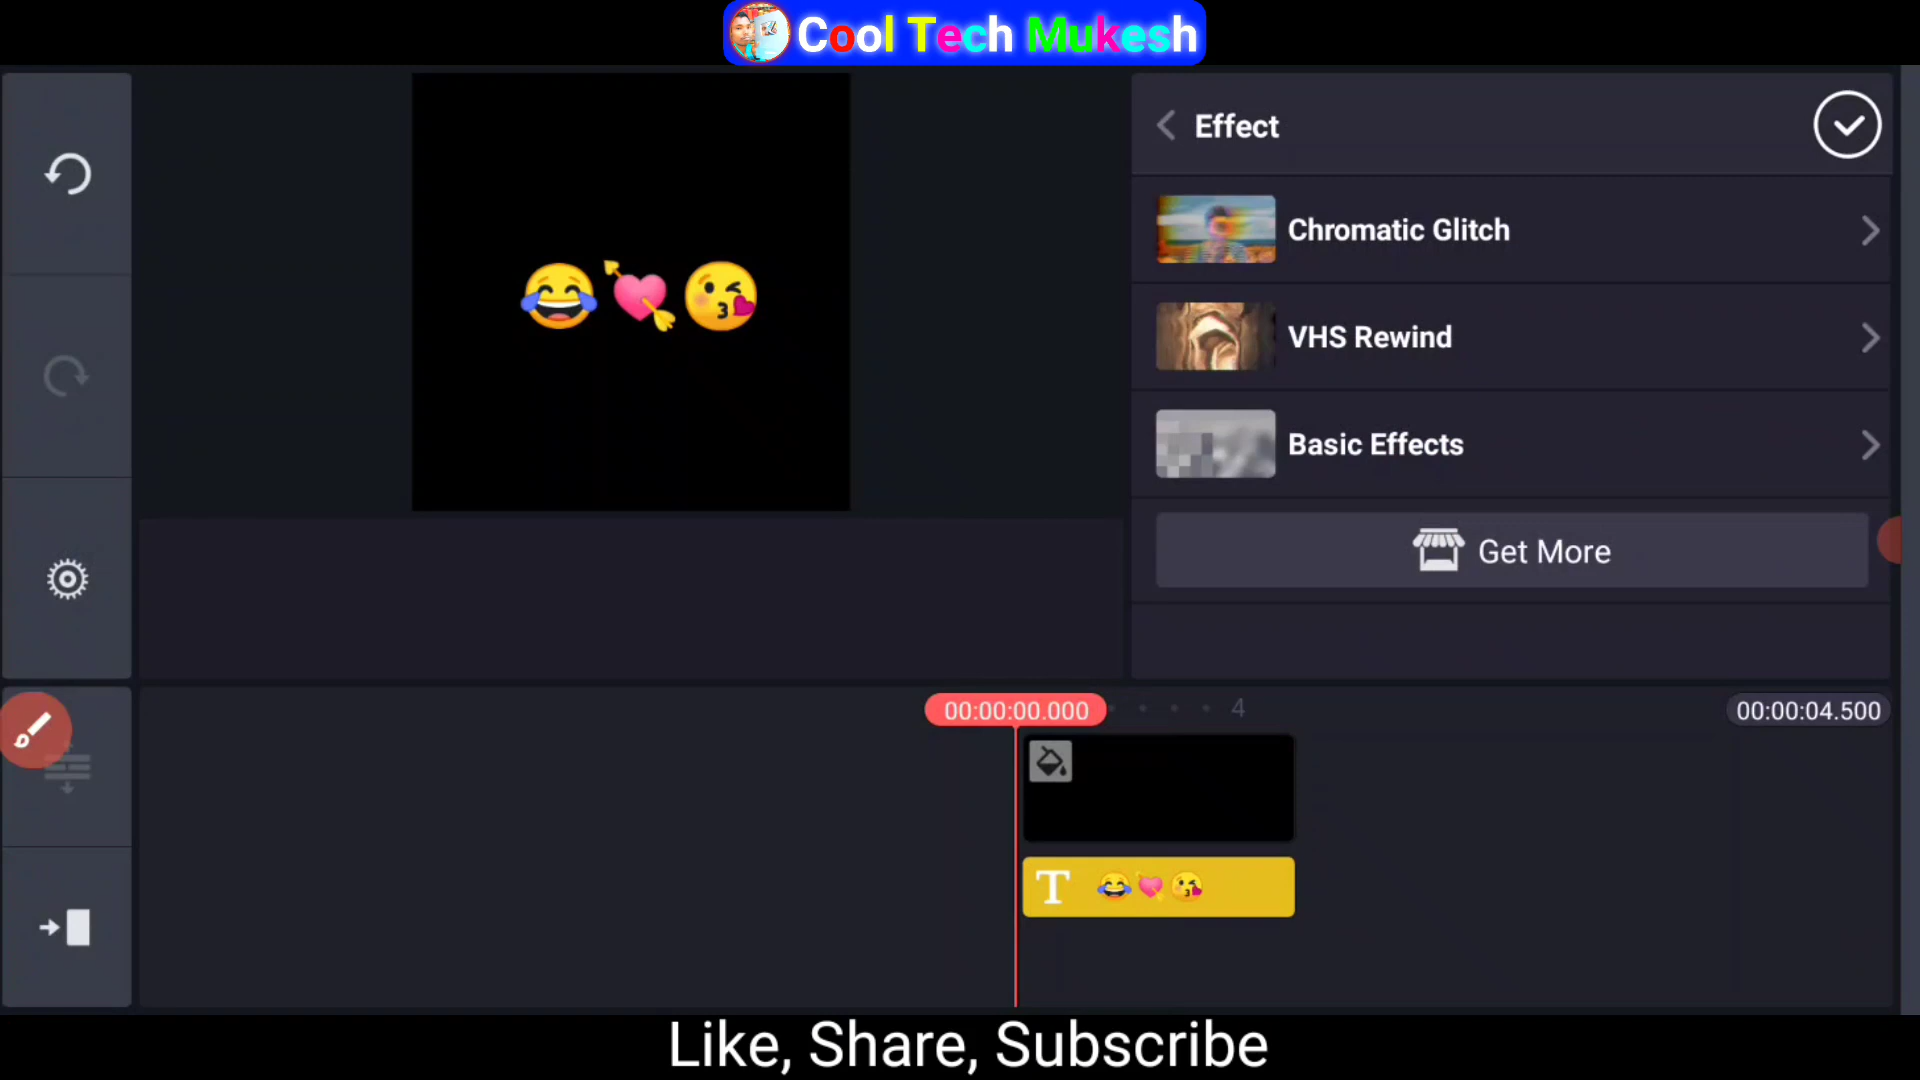 Cool Tech Mukesh
Effect
Chromatic Glitch
VHS Rewind
Basic Effects
Get More
00:00:00.000
4
00:00:04.500
T 😂💘😘
😂💘😘
Like, Share, Subscribe